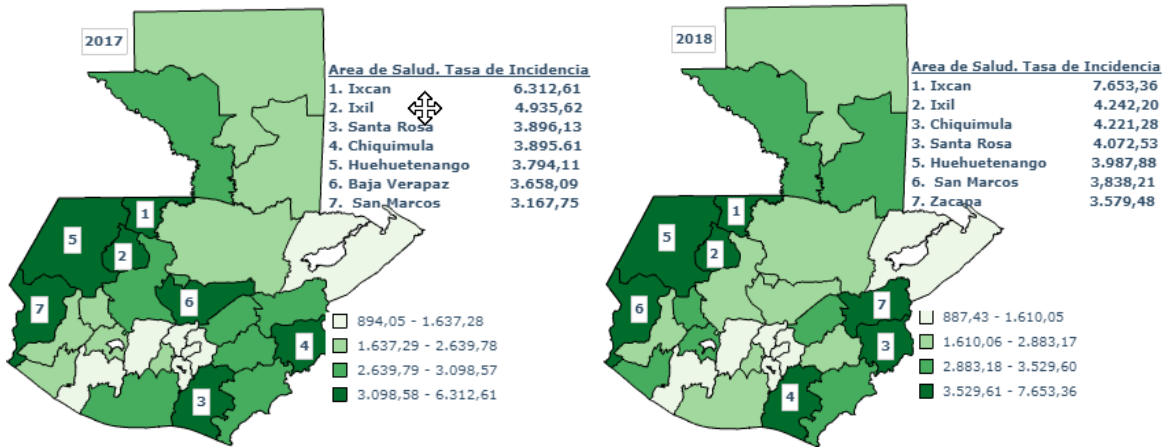 2017
Area de Salud. Tasa de Incidencia
1. Ixcan 6.312,61
2. Ixil 4.935,62
3. Santa Rosa 3.896,13
4. Chiquimula 3.895.61
5. Huehuetenango 3.794,11
6. Baja Verapaz 3.658,09
7. San Marcos 3.167,75
1
5
2
6
7
4
3
894,05 - 1.637,28
1.637,29 - 2.639,78
2.639,79 - 3.098,57
3.098,58 - 6.312,61
2018
Area de Salud. Tasa de Incidencia
1. Ixcan 7.653,36
2. Ixil 4.242,20
3. Chiquimula 4.221,28
4. Santa Rosa 4.072,53
5. Huehuetenango 3.987,88
6. San Marcos 3,838,21
7. Zacapa 3.579,48
1
5
2
6
7
3
4
887,43 - 1.610,05
1.610,06 - 2.883,17
2.883,18 - 3.529,60
3.529,61 - 7.653,36